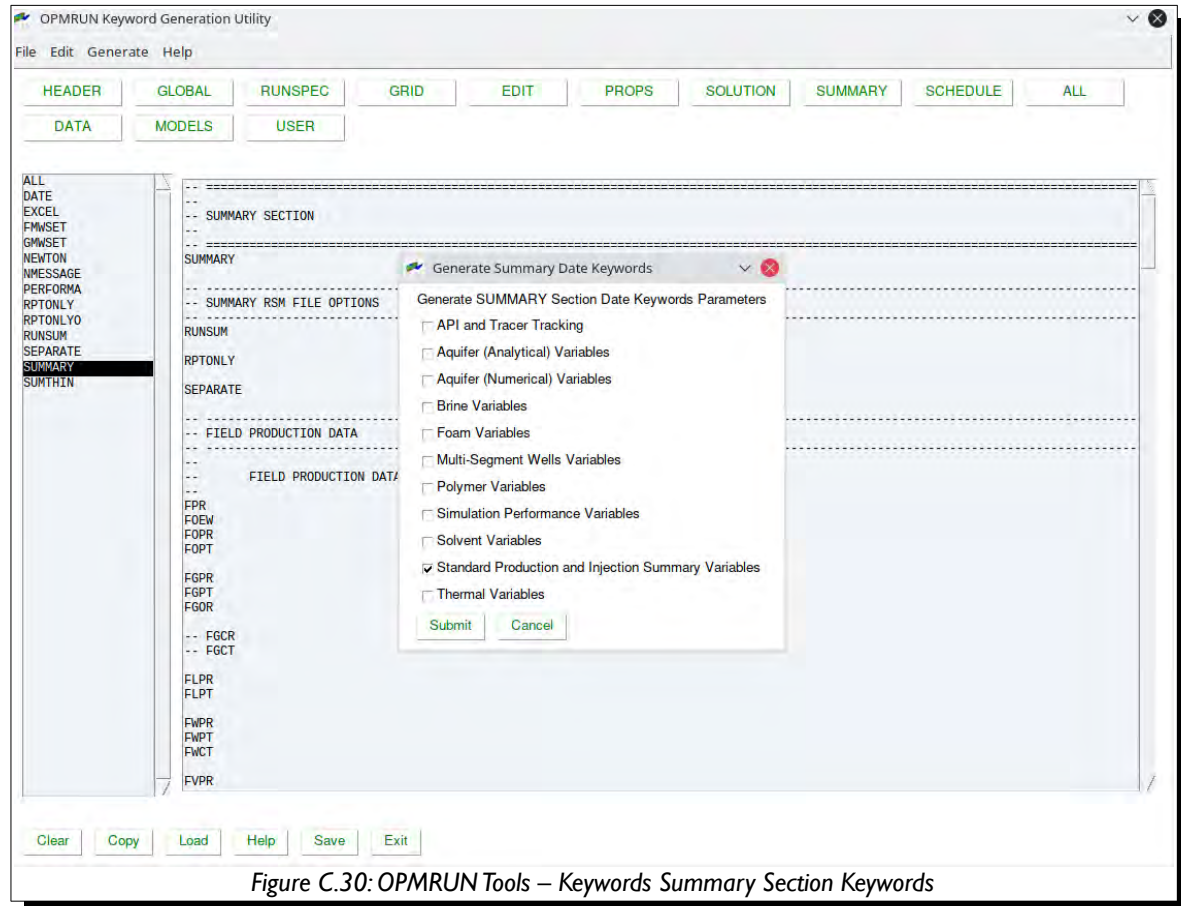 OPMRUN Keyword Generation Utility
File Edit Generate Help
HEADER GLOBAL RUNSPEC GRID EDIT PROPS SOLUTION SUMMARY SCHEDULE ALL
DATA MODELS USER
ALL
DATE
EXCEL
FMWSET
GMWSET
NEWTON
NMESSAGE
PERFORMA
RPTONLY
RPTONLYO
RUNSUM
SEPARATE
SUMMARY
SUMTHIN
-- ================================================================================
--
-- SUMMARY SECTION
--
-- ================================================================================
SUMMARY
-- --------------------------------------------------------------------------------
-- SUMMARY RSM FILE OPTIONS
-- --------------------------------------------------------------------------------
RUNSUM
RPTONLY
SEPARATE
-- --------------------------------------------------------------------------------
-- FIELD PRODUCTION DATA
-- --------------------------------------------------------------------------------
--
-- FIELD PRODUCTION DATA
--
FPR
FOEW
FOPR
FOPT
FGPR
FGPT
FGOR
-- FGCR
-- FGCT
FLPR
FLPT
FWPR
FWPT
FWCT
FVPR
Generate Summary Date Keywords
Generate SUMMARY Section Date Keywords Parameters
API and Tracer Tracking
Aquifer (Analytical) Variables
Aquifer (Numerical) Variables
Brine Variables
Foam Variables
Multi-Segment Wells Variables
Polymer Variables
Simulation Performance Variables
Solvent Variables
Standard Production and Injection Summary Variables
Thermal Variables
Submit Cancel
Clear Copy Load Help Save Exit
Figure C.30: OPMRUN Tools – Keywords Summary Section Keywords